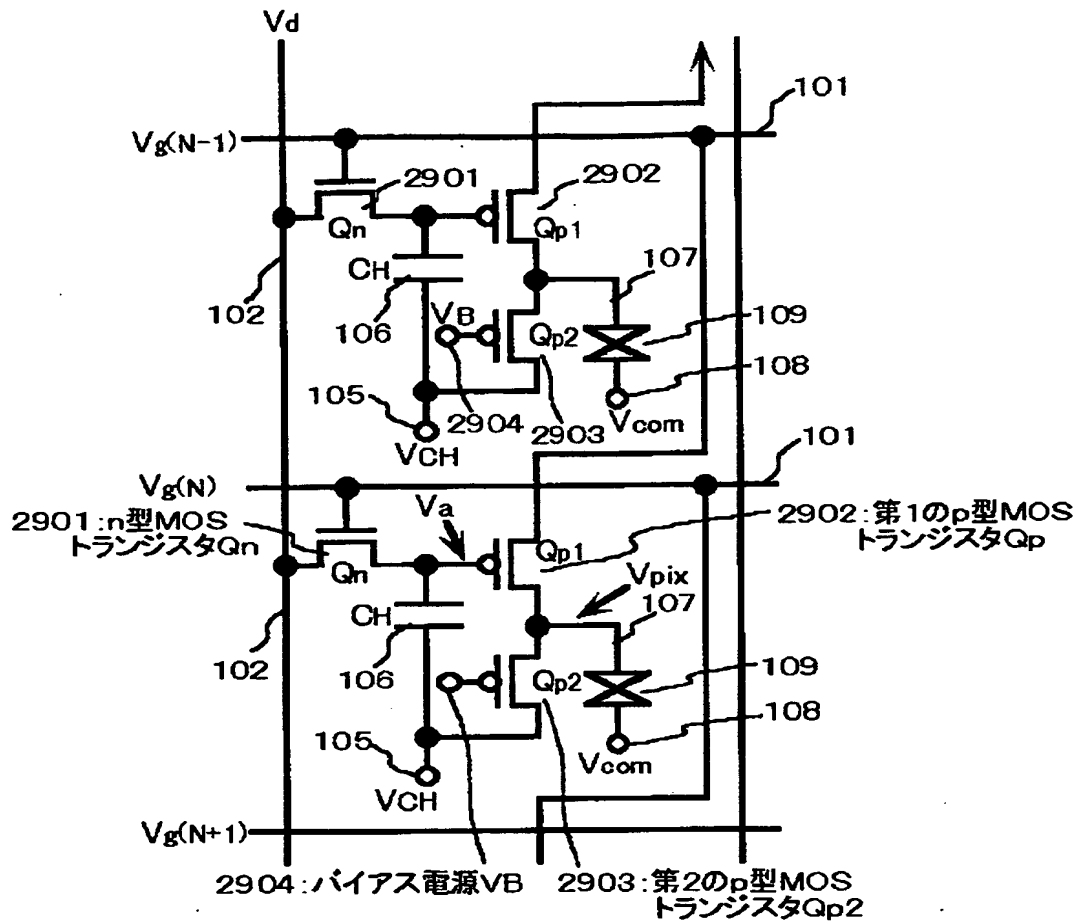 Vd
101
Vg(N-1)
2901
2902
Qn
Qp1
CH
107
102
106
VB
Qp2
109
105
2904
2903
108
Vcom
VCH
101
Vg(N)
2901:n型MOS
トランジスタQn
Va
2902:第1のp型MOS
トランジスタQp
Qn
Qp1
Vpix
107
CH
102
106
Qp2
109
105
108
Vcom
VCH
Vg(N+1)
2904:バイアス電源VB
2903:第2のp型MOS
トランジスタQp2